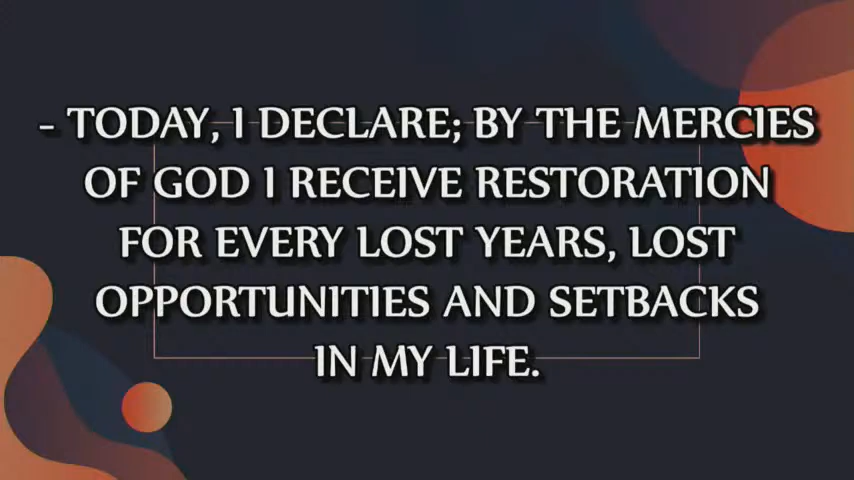 - TODAY, I DECLARE; BY THE MERCIES
OF GOD I RECEIVE RESTORATION
FOR EVERY LOST YEARS, LOST
OPPORTUNITIES AND SETBACKS
IN MY LIFE.